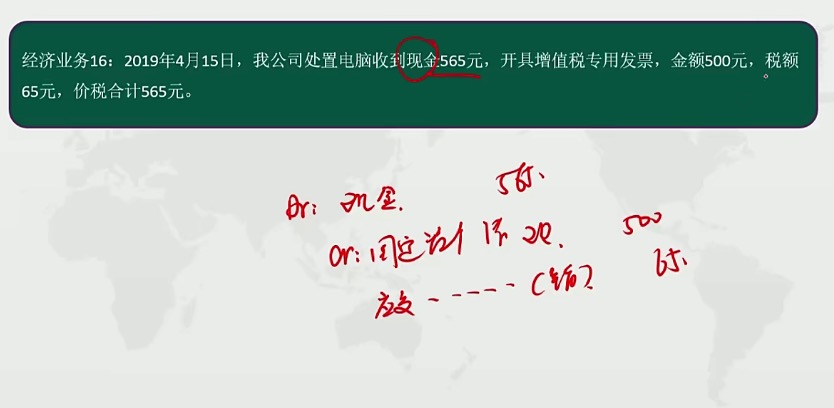 经济业务16：2019年4月15日，我公司处置电脑收到现金565元，开具增值税专用发票，金额500元，税额
65元，价税合计565元。
Dr: 现金. 565.
Cr: 固定 清理. 500
应交 ------ (销) 65.